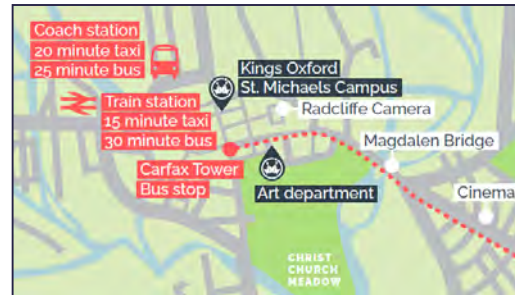 Coach station
20 minute taxi
25 minute bus
Kings Oxford
St. Michaels Campus
Train station
15 minute taxi
30 minute bus
Radcliffe Camera
Magdalen Bridge
Carfax Tower
Bus stop
Art department
Cinema
CHRIST
CHURCH
MEADOW